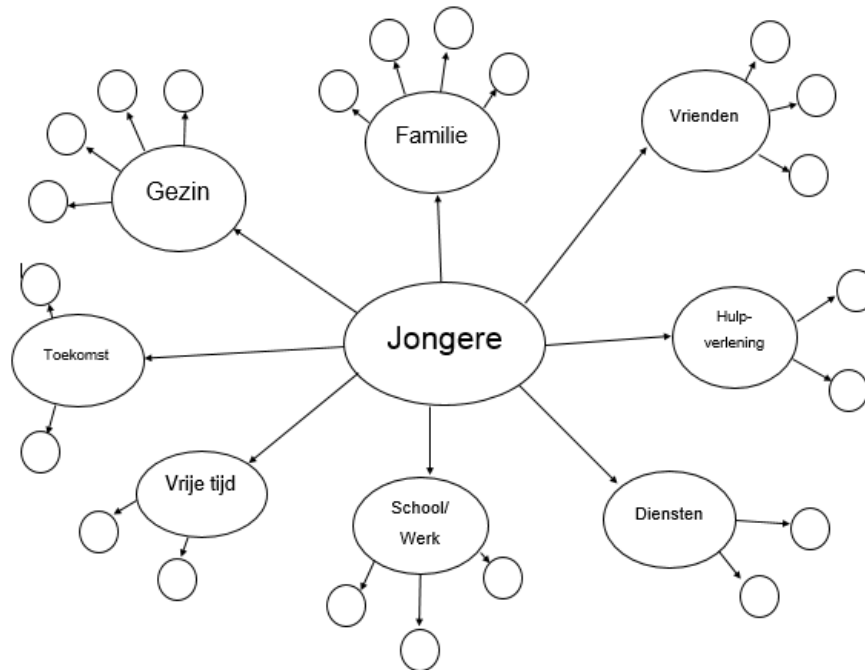 Familie
Vrienden
Gezin
Jongere
Hulp-
verlening
Toekomst
Vrije tijd
School/
Werk
Diensten